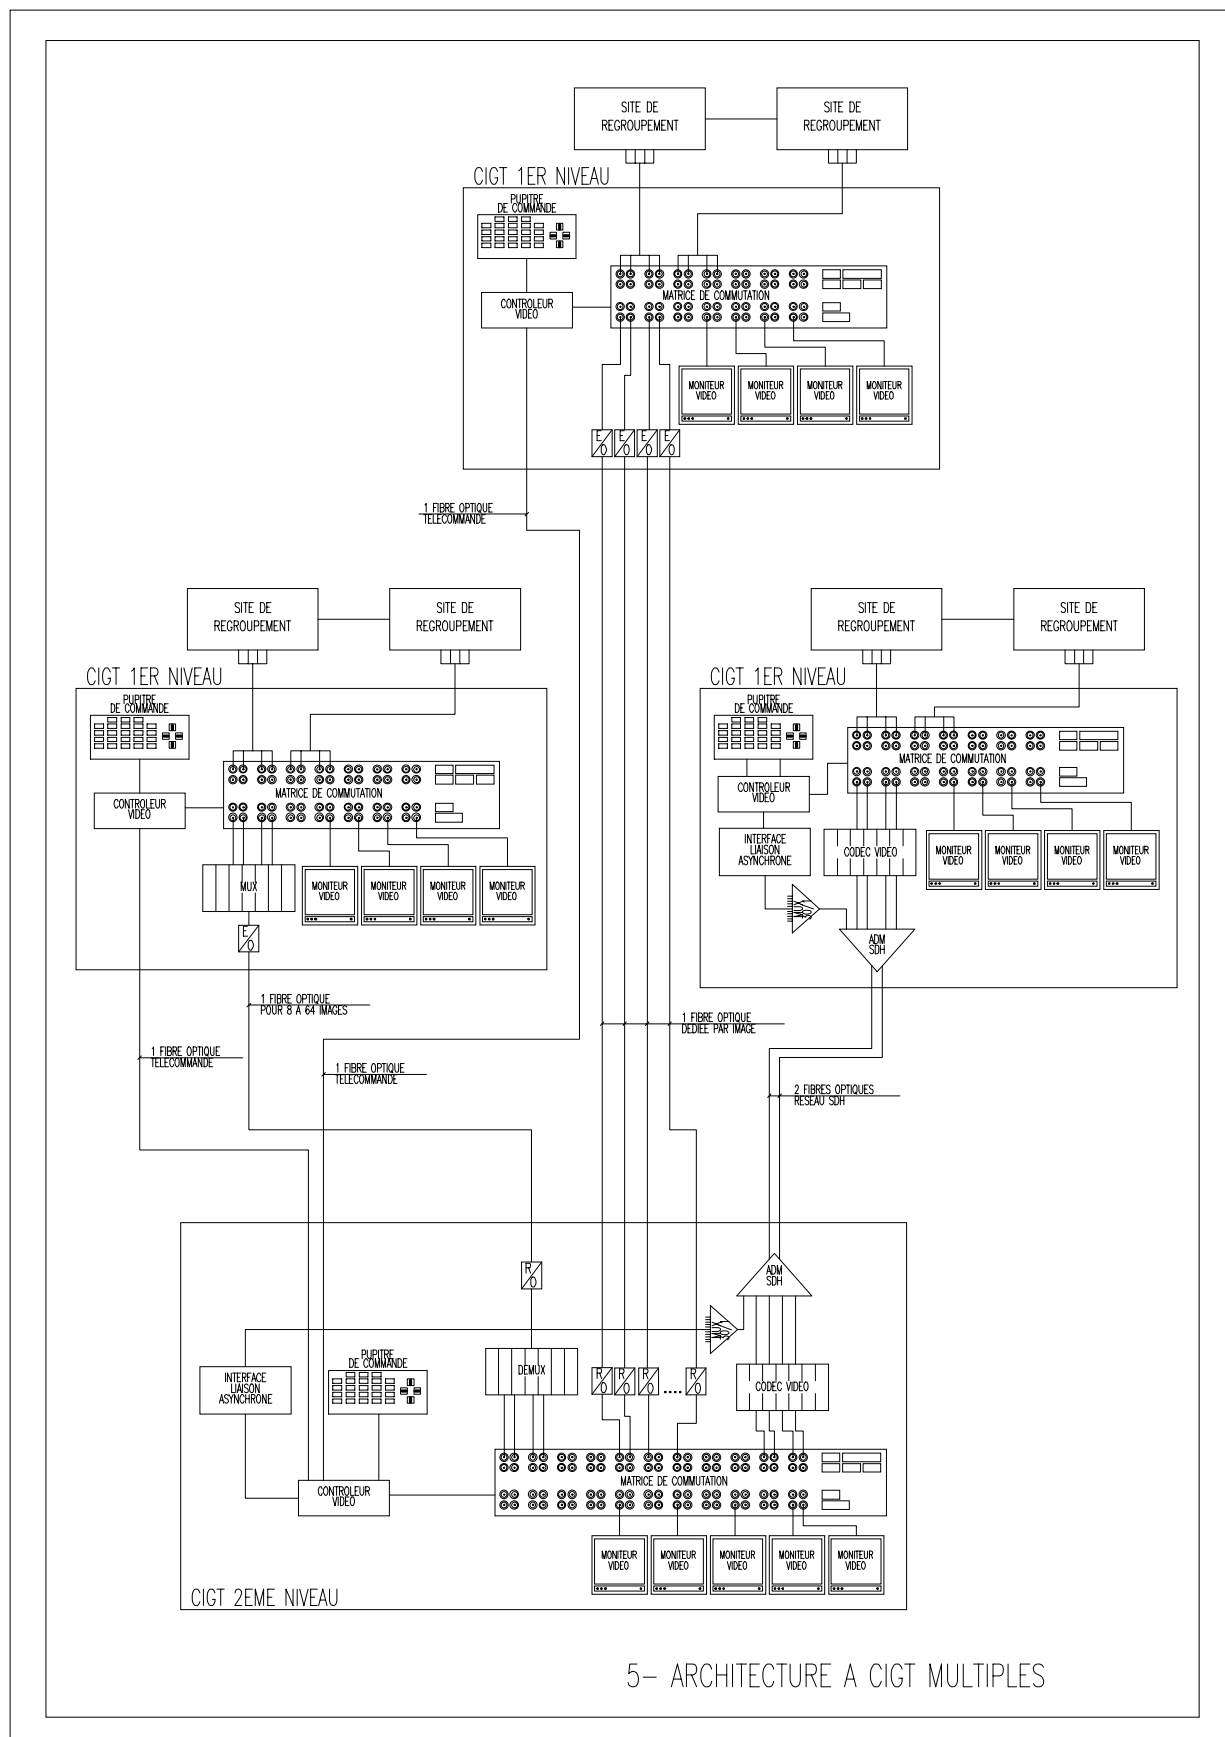 SITE DE
REGROUPEMENT
SITE DE
REGROUPEMENT
CIGT 1ER NIVEAU
PUPITRE
DE COMMANDE
MATRICE DE COMMUTATION
CONTROLEUR
VIDEO
MONITEUR
VIDEO
MONITEUR
VIDEO
MONITEUR
VIDEO
MONITEUR
VIDEO
E/O
E/O
E/O
E/O
1 FIBRE OPTIQUE
TELECOMMANDE
SITE DE
REGROUPEMENT
SITE DE
REGROUPEMENT
CIGT 1ER NIVEAU
PUPITRE
DE COMMANDE
MATRICE DE COMMUTATION
CONTROLEUR
VIDEO
MUX
MONITEUR
VIDEO
MONITEUR
VIDEO
MONITEUR
VIDEO
MONITEUR
VIDEO
E/O
SITE DE
REGROUPEMENT
SITE DE
REGROUPEMENT
CIGT 1ER NIVEAU
PUPITRE
DE COMMANDE
MATRICE DE COMMUTATION
CONTROLEUR
VIDEO
INTERFACE
LIAISON
ASYNCHRONE
CODEC VIDEO
MONITEUR
VIDEO
MONITEUR
VIDEO
MONITEUR
VIDEO
MONITEUR
VIDEO
MUX
ADM
SDH
1 FIBRE OPTIQUE
POUR 8 A 64 IMAGES
1 FIBRE OPTIQUE
DEDIEE PAR IMAGE
1 FIBRE OPTIQUE
TELECOMMANDE
1 FIBRE OPTIQUE
TELECOMMANDE
2 FIBRES OPTIQUES
RESEAU SDH
R/O
ADM
SDH
MUX
INTERFACE
LIAISON
ASYNCHRONE
PUPITRE
DE COMMANDE
DEMUX
R/O
R/O
R/O
....
R/O
CODEC VIDEO
MATRICE DE COMMUTATION
CONTROLEUR
VIDEO
MONITEUR
VIDEO
MONITEUR
VIDEO
MONITEUR
VIDEO
MONITEUR
VIDEO
MONITEUR
VIDEO
CIGT 2EME NIVEAU
5- ARCHITECTURE A CIGT MULTIPLES